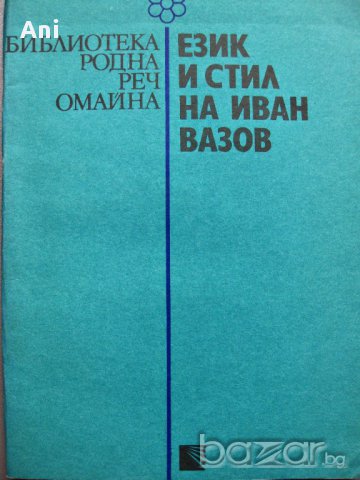 Ani
БИБЛИОТЕКА
РОДНА
РЕЧ
ОМАЙНА
ЕЗИК
И СТИЛ
НА ИВАН
ВАЗОВ
bazar.bg